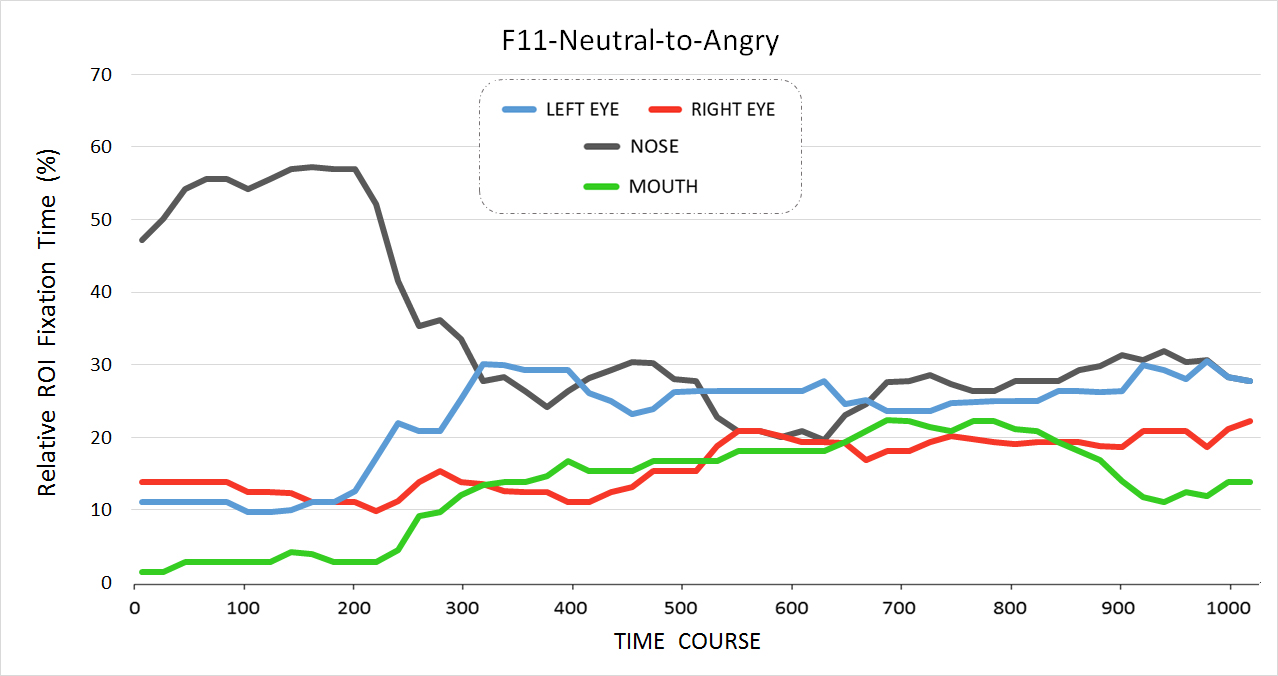 F11-Neutral-to-Angry
LEFT EYE RIGHT EYE
NOSE
MOUTH
Relative ROI Fixation Time (%)
70
60
50
40
30
20
10
0
0 100 200 300 400 500 600 700 800 900 1000
TIME COURSE